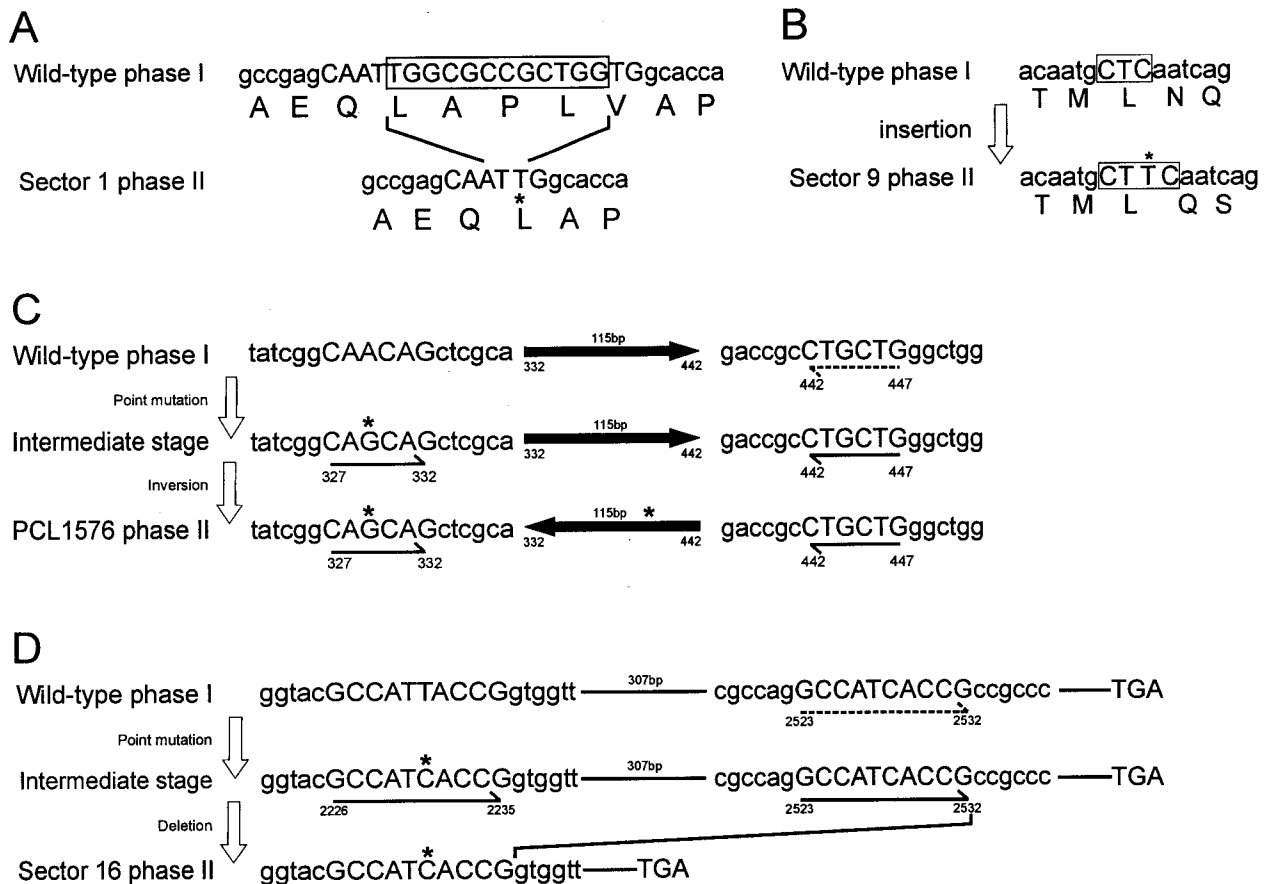 A
Wild-type phase I gccgagCAATTGGCGCCGCTGGTGgcacca
A E Q L A P L V A P
Sector 1 phase II gccgagCAATTGgcacca
*
A E Q L A P
B
Wild-type phase I acaatgCTCaatcag
T M L N Q
insertion
*
Sector 9 phase II acaatgCTTCaatcag
T M L Q S
C
115bp
Wild-type phase I tatcggCAACAGctcgca gaccgcCTGCTGggctgg
332 442 442 447
Point mutation
* 115bp
Intermediate stage tatcggCAGCAGctcgca gaccgcCTGCTGggctgg
327 332 332 442 442 447
Inversion
* 115bp *
PCL1576 phase II tatcggCAGCAGctcgca gaccgcCTGCTGggctgg
327 332 332 442 442 447
D
307bp
Wild-type phase I ggtacGCCATTACCGgtggtt cgccagGCCATCACCGccgccc TGA
2523 2532
Point mutation
* 307bp
Intermediate stage ggtacGCCATCACCGgtggtt cgccagGCCATCACCGccgccc TGA
2226 2235 2523 2532
Deletion
*
Sector 16 phase II ggtacGCCATCACCGgtggtt TGA